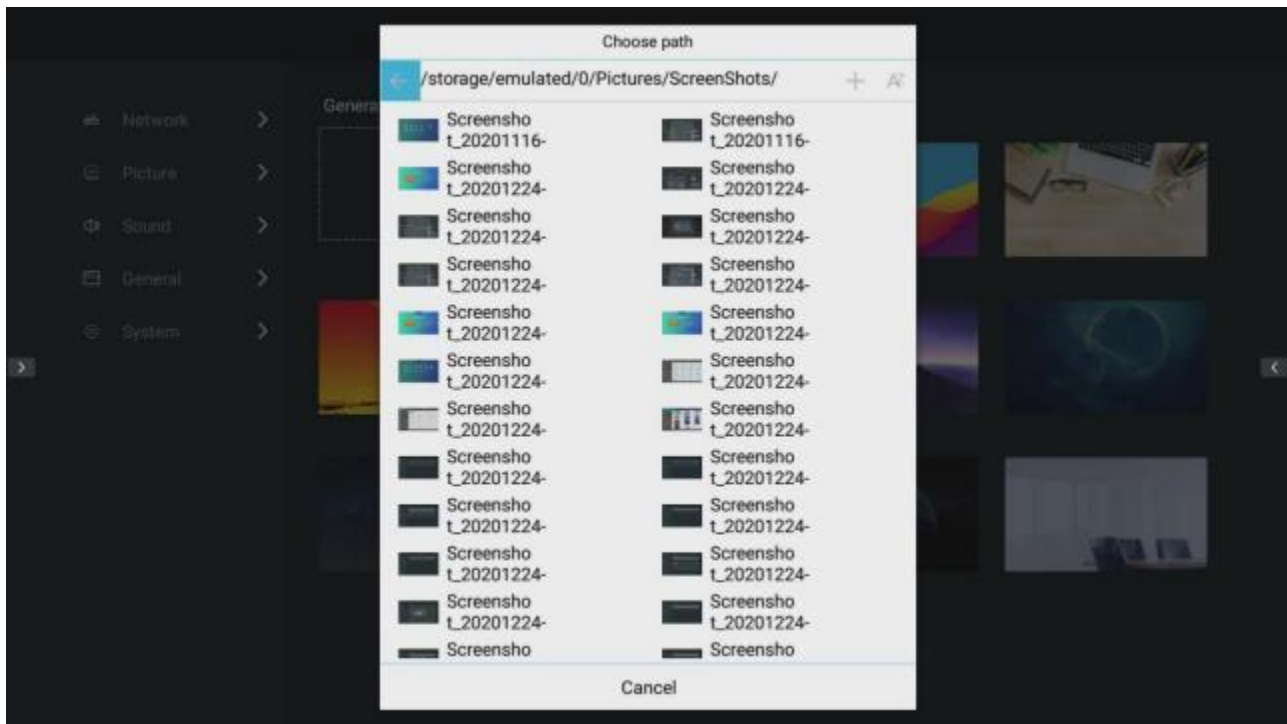 Choose path
/storage/emulated/0/Pictures/ScreenShots/
Genera
Network
Picture
Sound
General
System
Screensho
t_20201116-
Screensho
t_20201116-
Screensho
t_20201224-
Screensho
t_20201224-
Screensho
t_20201224-
Screensho
t_20201224-
Screensho
t_20201224-
Screensho
t_20201224-
Screensho
t_20201224-
Screensho
t_20201224-
Screensho
t_20201224-
Screensho
t_20201224-
Screensho
t_20201224-
Screensho
t_20201224-
Screensho
t_20201224-
Screensho
t_20201224-
Screensho
t_20201224-
Screensho
t_20201224-
Screensho
t_20201224-
Screensho
t_20201224-
Screensho
t_20201224-
Screensho
t_20201224-
Screensho
Screensho
Cancel